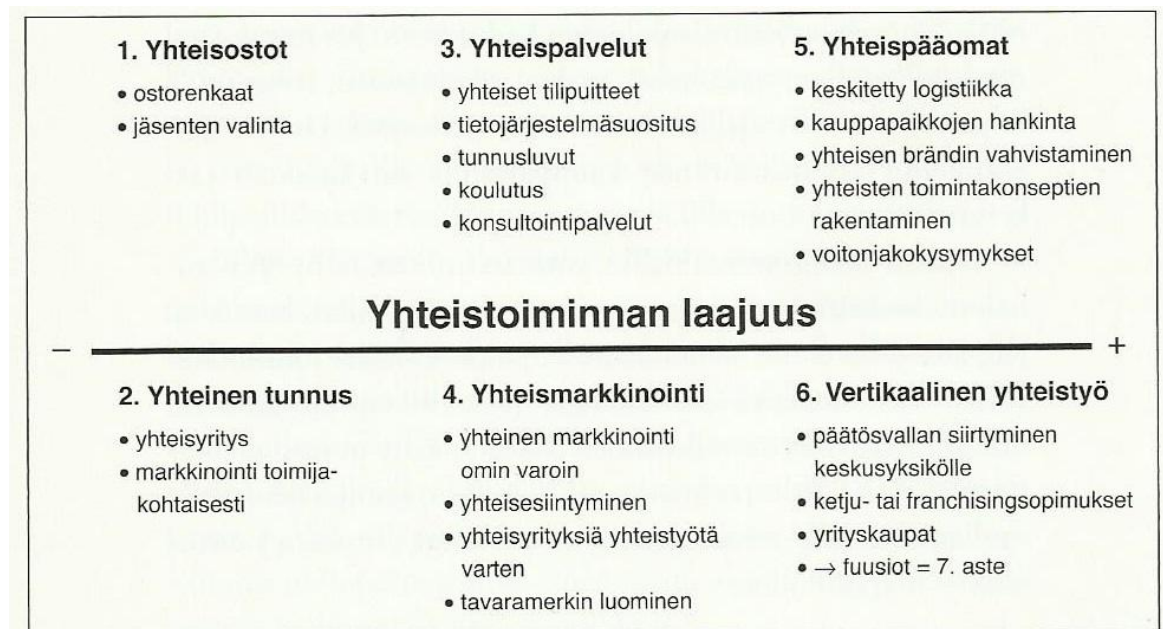 1. Yhteisostot
• ostorenkaat
• jäsenten valinta
3. Yhteispalvelut
• yhteiset tilipuitteet
• tietojärjestelmäsuositus
• tunnusluvut
• koulutus
• konsultointipalvelut
5. Yhteispääomat
• keskitetty logistiikka
• kauppapaikkojen hankinta
• yhteisen brändin vahvistaminen
• yhteisten toimintakonseptien
rakentaminen
• voitonjakokysymykset
Yhteistoiminnan laajuus
– +
2. Yhteinen tunnus
• yhteisyritys
• markkinointi toimija-
kohtaisesti
4. Yhteismarkkinointi
• yhteinen markkinointi
omin varoin
• yhteisesiintyminen
• yhteisyrityksiä yhteistyötä
varten
• tavaramerkin luominen
6. Vertikaalinen yhteistyö
• päätösvallan siirtyminen
keskusyksikölle
• ketju- tai franchisingsopimukset
• yrityskaupat
• → fuusiot = 7. aste